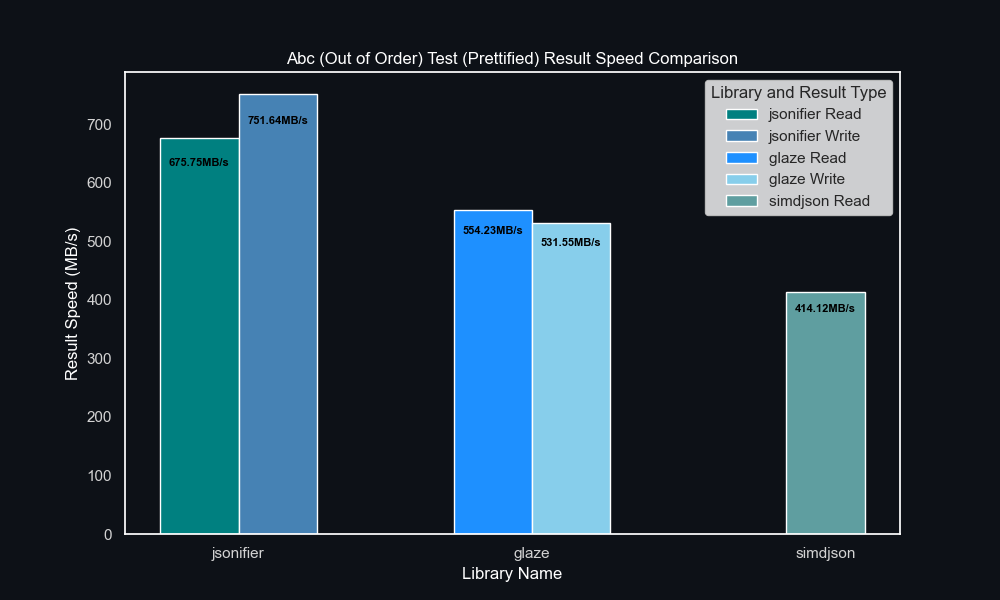 Abc (Out of Order) Test (Prettified) Result Speed Comparison
Library and Result Type
jsonifier Read
jsonifier Write
glaze Read
glaze Write
simdjson Read
Result Speed (MB/s)
700
600
500
400
300
200
100
0
675.75MB/s
751.64MB/s
554.23MB/s
531.55MB/s
414.12MB/s
jsonifier
glaze
simdjson
Library Name